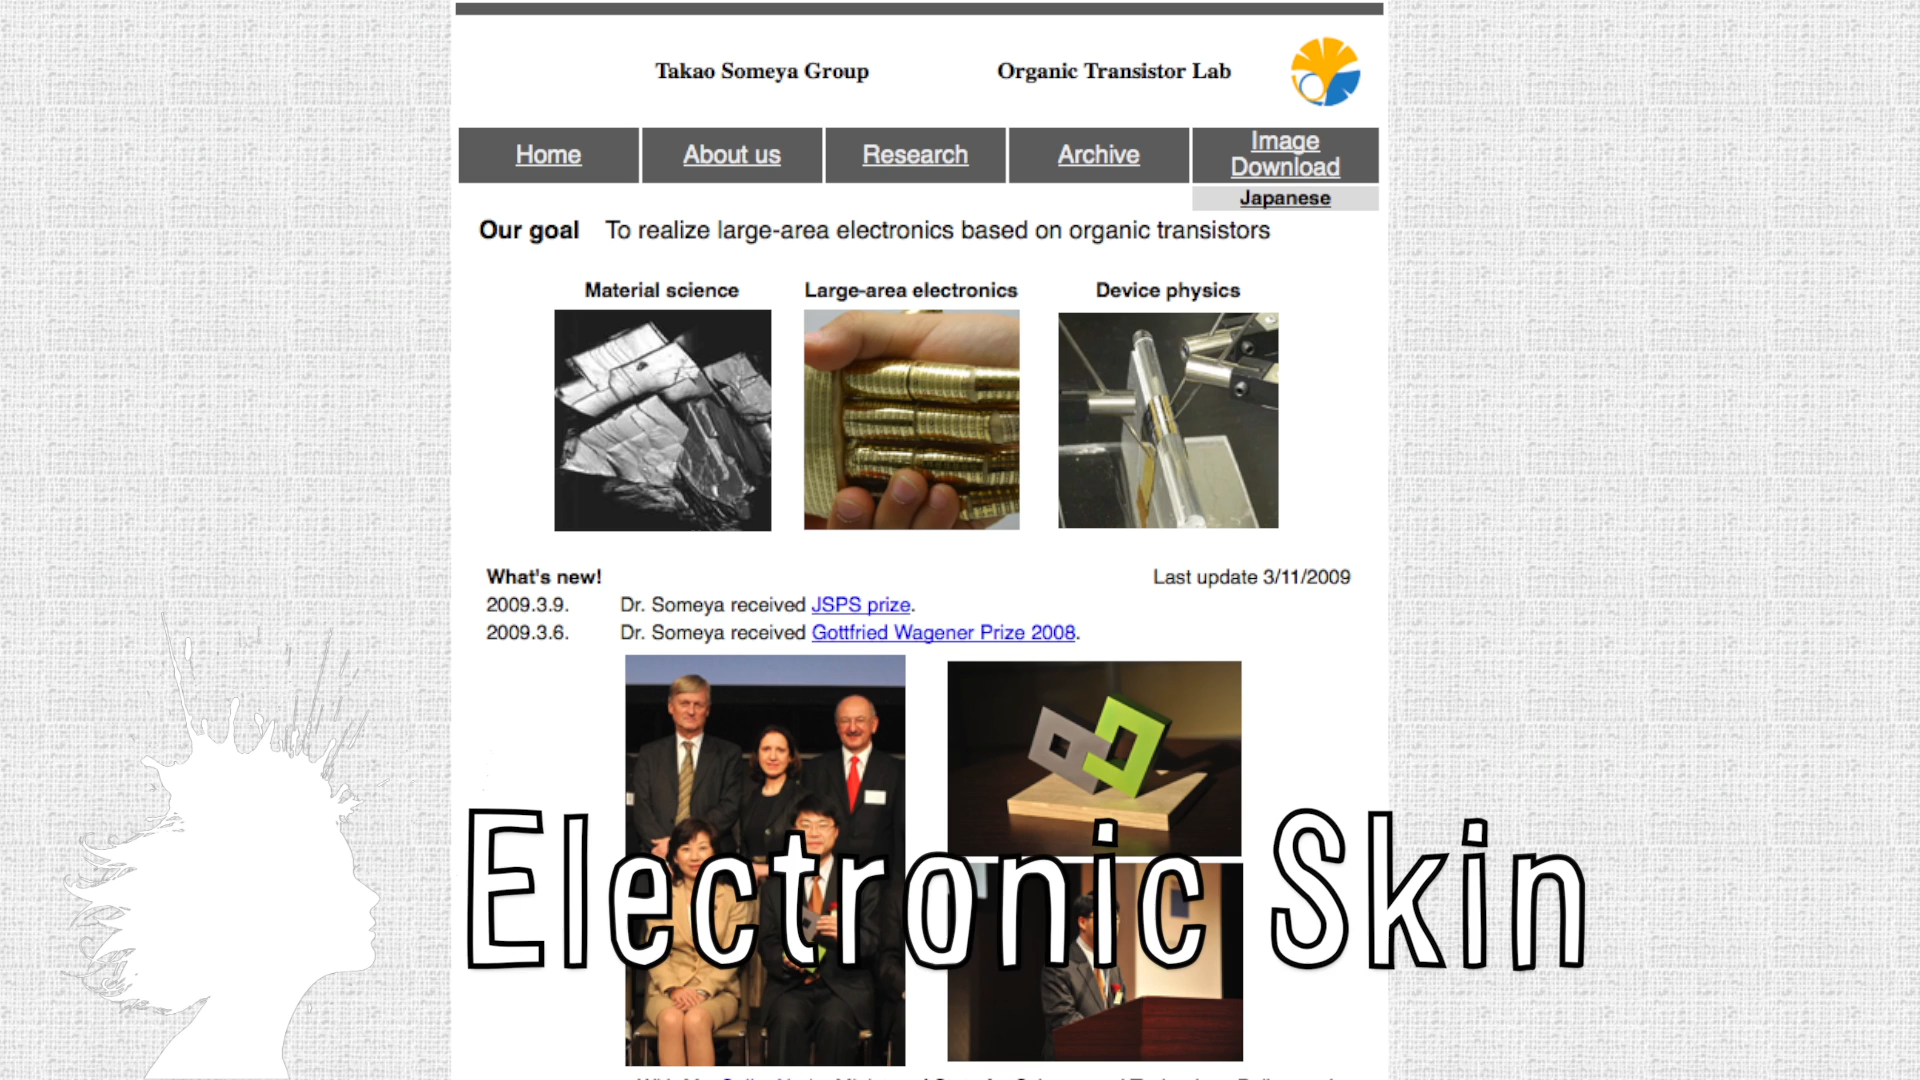 Takao Someya Group Organic Transistor Lab
Home About us Research Archive Image Download
Japanese
Our goal To realize large-area electronics based on organic transistors
Material science Large-area electronics Device physics
What's new! Last update 3/11/2009
2009.3.9. Dr. Someya received JSPS prize.
2009.3.6. Dr. Someya received Gottfried Wagener Prize 2008.
Electronic Skin